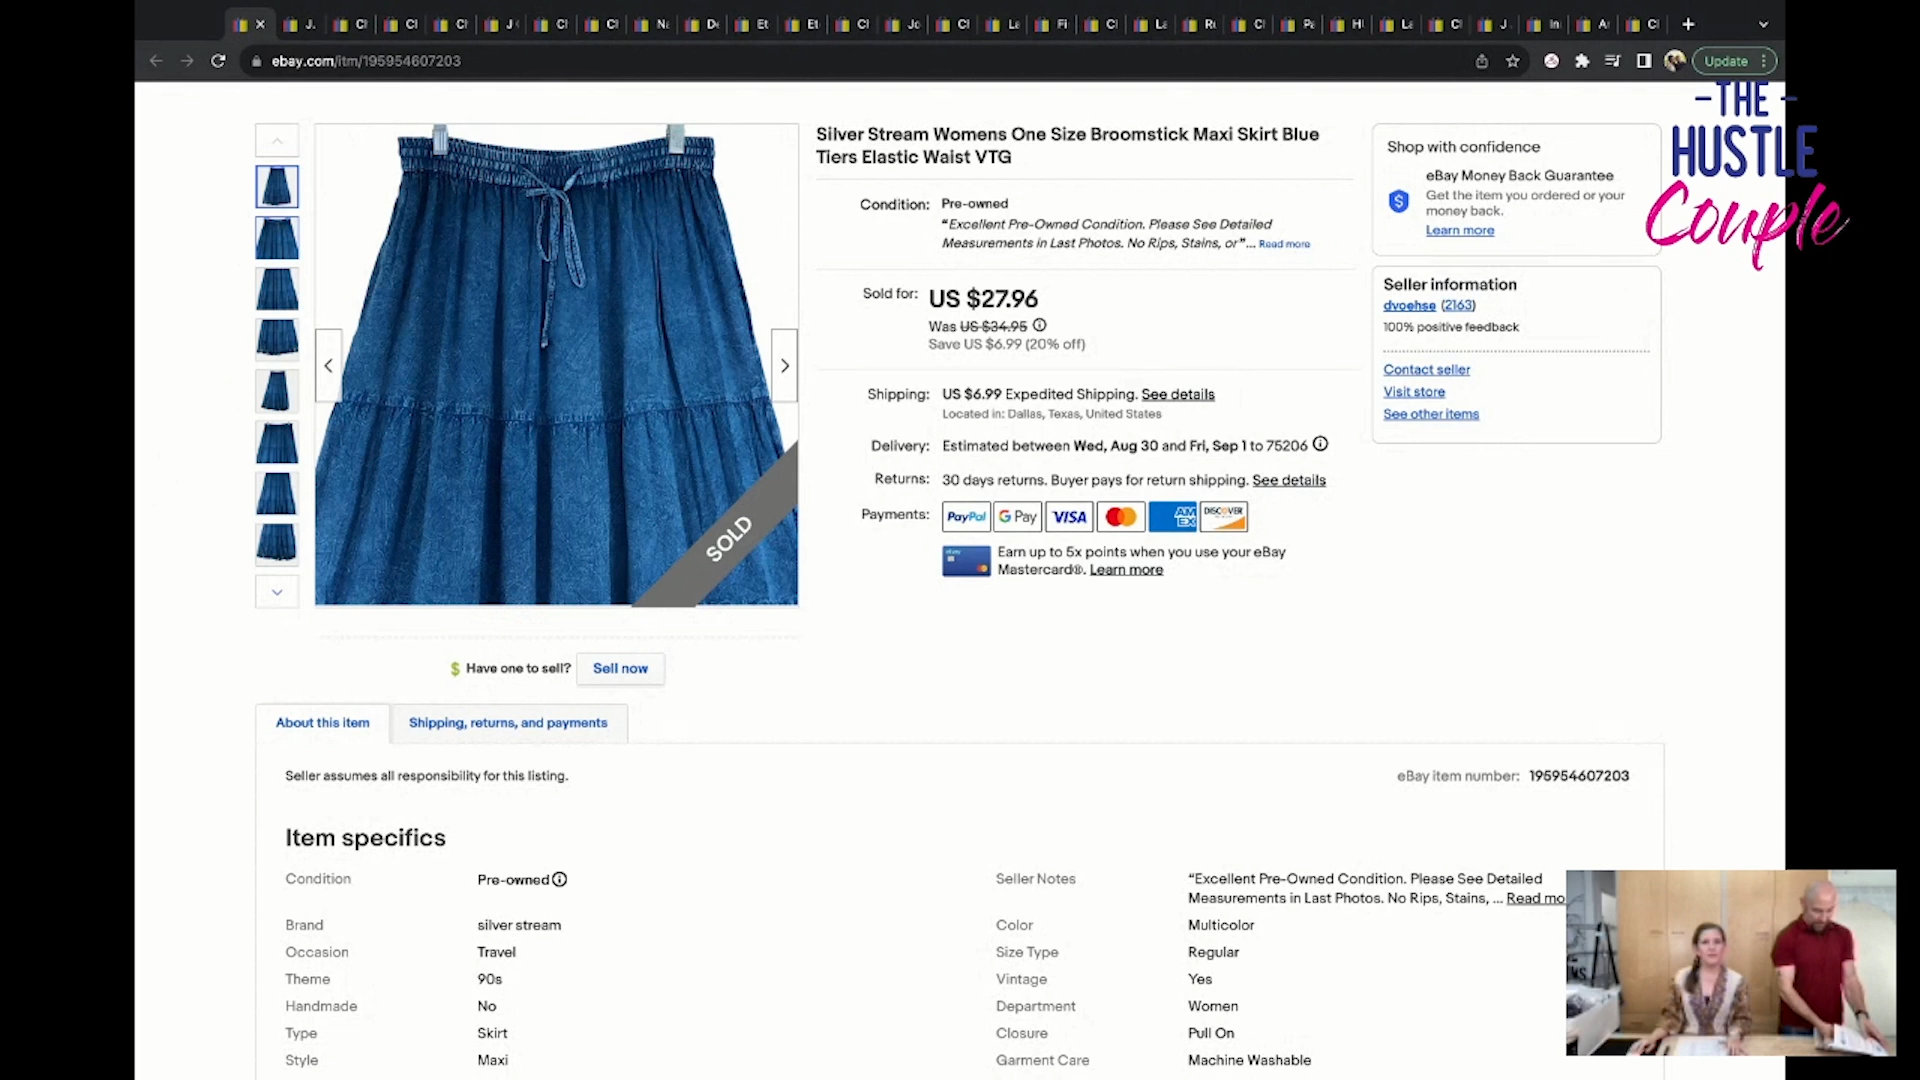 J.
Update
ebay.com/itm/195954607203
-THE-
HUSTLE
Couple
Silver Stream Womens One Size Broomstick Maxi Skirt Blue
Tiers Elastic Waist VTG
Condition: Pre-owned
“Excellent Pre-Owned Condition. Please See Detailed
Measurements in Last Photos. No Rips, Stains, or”... Read more
Sold for: US $27.96
Was US $34.95
Save US $6.99 (20% off)
Shipping: US $6.99 Expedited Shipping. See details
Located in: Dallas, Texas, United States
Delivery: Estimated between Wed, Aug 30 and Fri, Sep 1 to 75206
Returns: 30 days returns. Buyer pays for return shipping. See details
Payments: PayPal G Pay VISA AM EX DISCOVER
Earn up to 5x points when you use your eBay
Mastercard®. Learn more
Shop with confidence
eBay Money Back Guarantee
Get the item you ordered or your
money back.
Learn more
Seller information
dvoehse (2163)
100% positive feedback
Contact seller
Visit store
See other items
SOLD
Have one to sell? Sell now
About this item
Shipping, returns, and payments
Seller assumes all responsibility for this listing.
eBay item number: 195954607203
Item specifics
Condition Pre-owned
Seller Notes “Excellent Pre-Owned Condition. Please See Detailed
Measurements in Last Photos. No Rips, Stains, ... Read mo
Brand silver stream
Color Multicolor
Occasion Travel
Size Type Regular
Theme 90s
Vintage Yes
Handmade No
Department Women
Type Skirt
Closure Pull On
Style Maxi
Garment Care Machine Washable